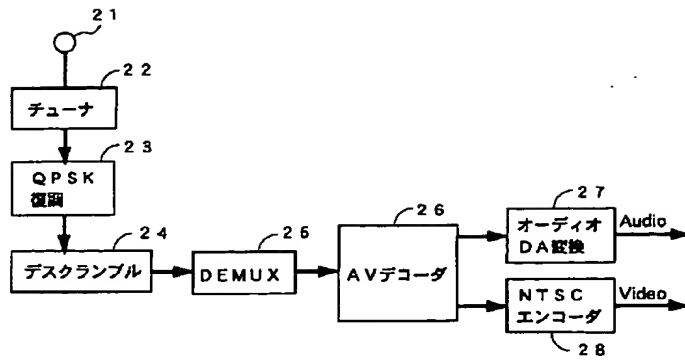 21
22
チューナ
23
QPSK
復調
24
デスクランブル
25
DEMUX
26
AVデコーダ
27
オーディオ
DA変換
Audio
NTSC
エンコーダ
Video
28